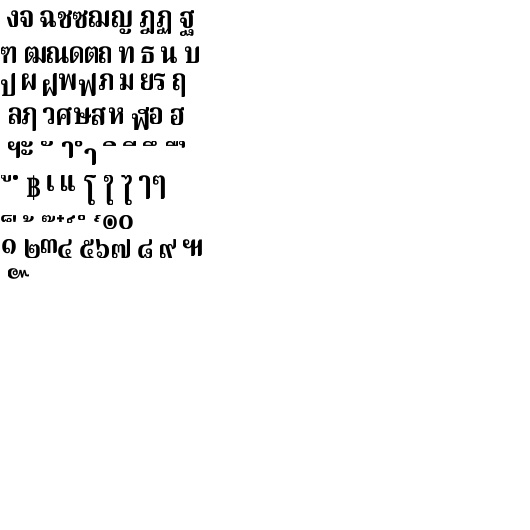 งจ ฉชซฌญ ฎฏ ฐ
ฑ ฒณดตถ ท ธ น บ
ป ผ ฝพฟภ ม ยร ฤ
ลฦ วศษส ห ฬอ ฮ
ฯะ ั า ำ ิ ี ึ ื
ุ ู ฿ เ แ โ ใ ไ ๅๆ
็ ่ ้ ๊ ๋ ์ ํ ๎๏๐
๑ ๒๓๔ ๕๖๗ ๘ ๙ ๚
๛